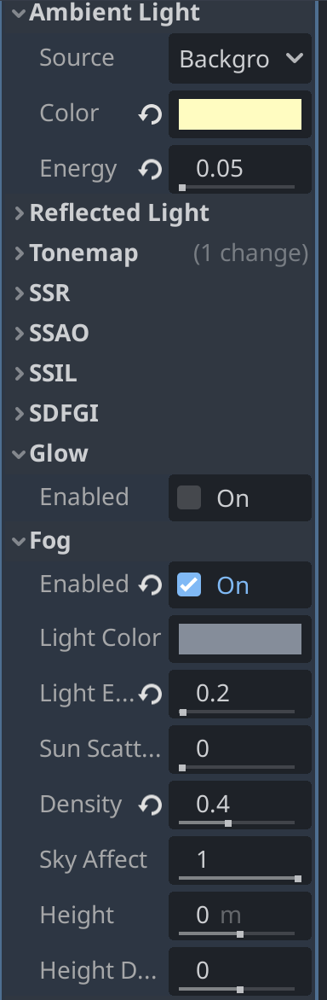 Ambient Light
Source Backgro
Color
Energy 0.05
Reflected Light
Tonemap (1 change)
SSR
SSAO
SSIL
SDFGI
Glow
Enabled On
Fog
Enabled On
Light Color
Light E... 0.2
Sun Scatt... 0
Density 0.4
Sky Affect 1
Height 0 m
Height D... 0